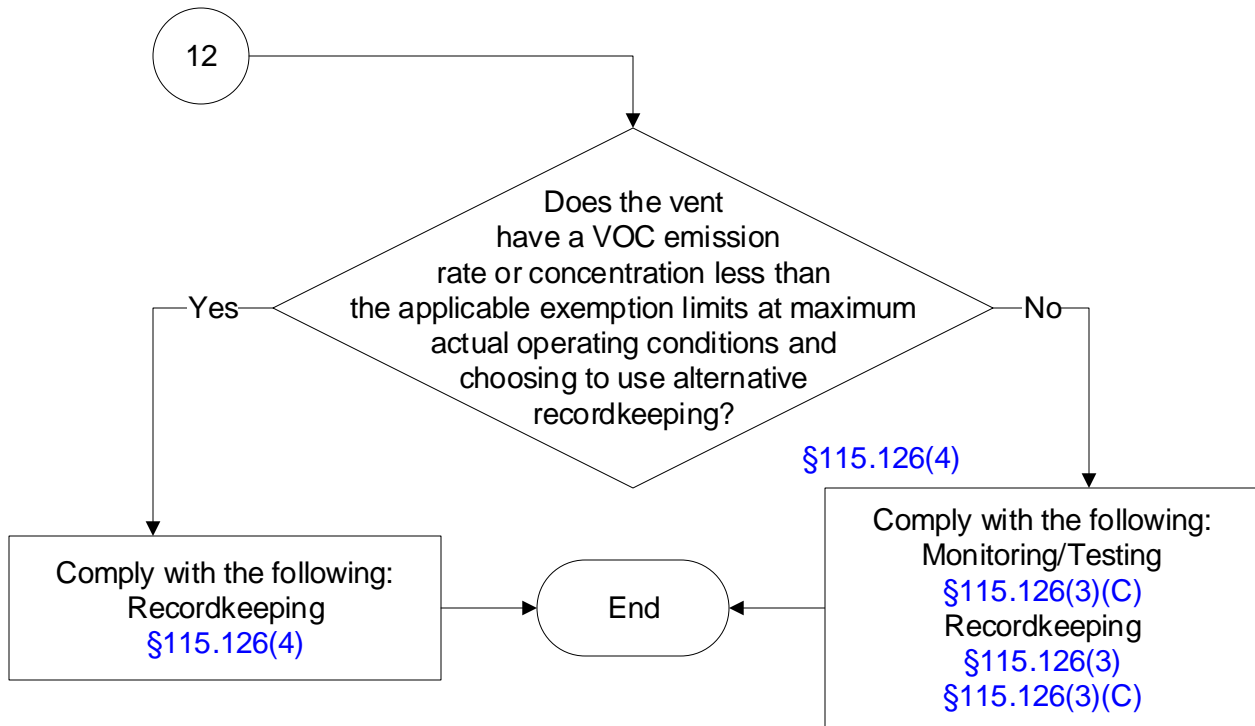 12
Does the vent
have a VOC emission
rate or concentration less than
the applicable exemption limits at maximum
actual operating conditions and
choosing to use alternative
recordkeeping?
Yes
No
§115.126(4)
Comply with the following:
Recordkeeping
§115.126(4)
End
Comply with the following:
Monitoring/Testing
§115.126(3)(C)
Recordkeeping
§115.126(3)
§115.126(3)(C)